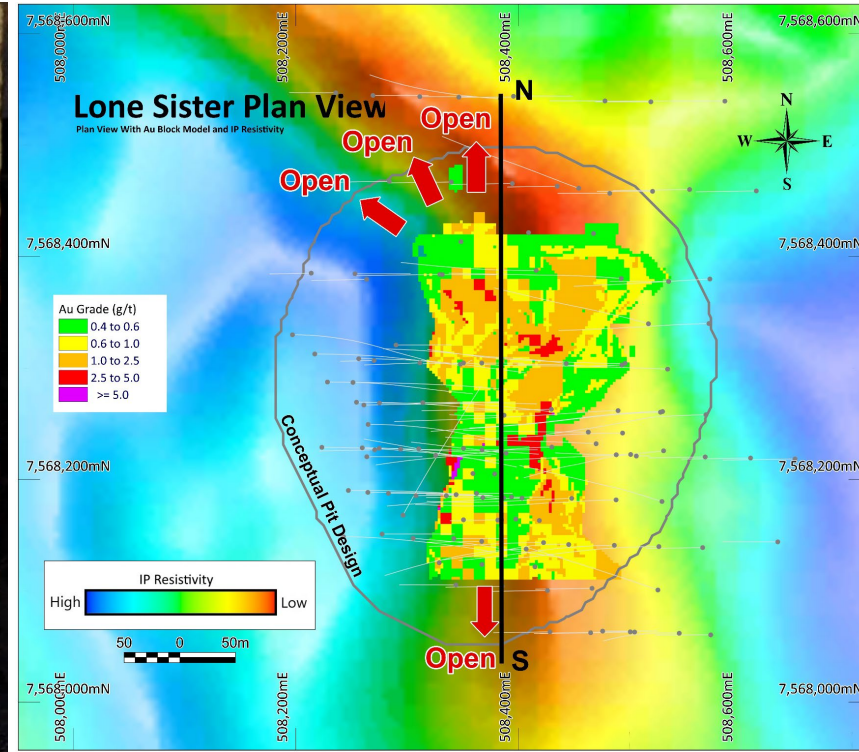 7,568,600mN
7,568,600mN
508,000mE
508,200mE
508,400mE
508,600mE
Lone Sister Plan View
Plan View With Au Block Model and IP Resistivity
N
Open
Open
Open
N
W
E
S
7,568,400mN
7,568,400mN
Au Grade (g/t)
0.4 to 0.6
0.6 to 1.0
1.0 to 2.5
2.5 to 5.0
>= 5.0
Conceptual Pit Design
7,568,200mN
7,568,200mN
IP Resistivity
High
Low
50 0 50m
Open
S
7,568,000mN
7,568,000mN
508,000mE
508,200mE
508,400mE
508,600mE